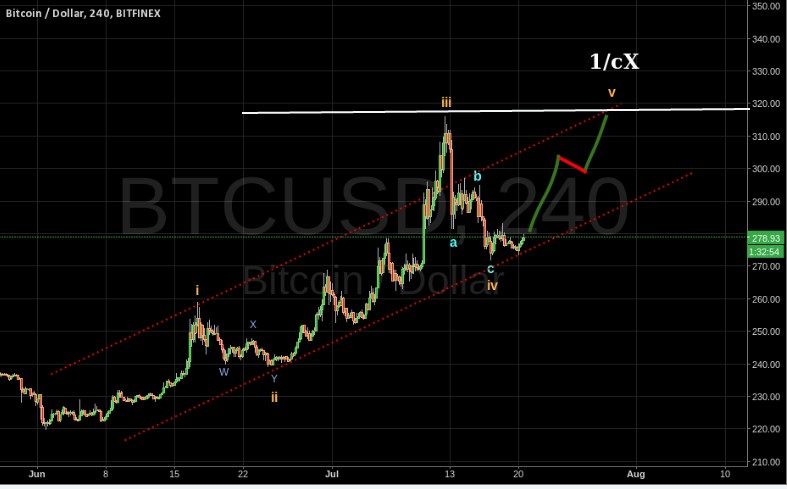 Bitcoin / Dollar, 240, BITFINEX
350.00
340.00
1/cX
330.00
v
iii
320.00
310.00
300.00
b
290.00
BTCUSD, 240
280.00
278.93
a
1:32:54
c
270.00
Bitcoin / Dollar
iv
i
260.00
X
250.00
W
240.00
Y
ii
230.00
220.00
210.00
Jun 8 15 22 Jul 13 20 Aug 10